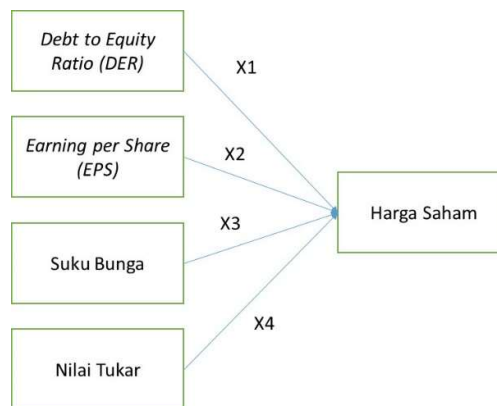 Debt to Equity
Ratio (DER)
X1
Earning per Share
(EPS)
X2
Harga Saham
X3
Suku Bunga
X4
Nilai Tukar